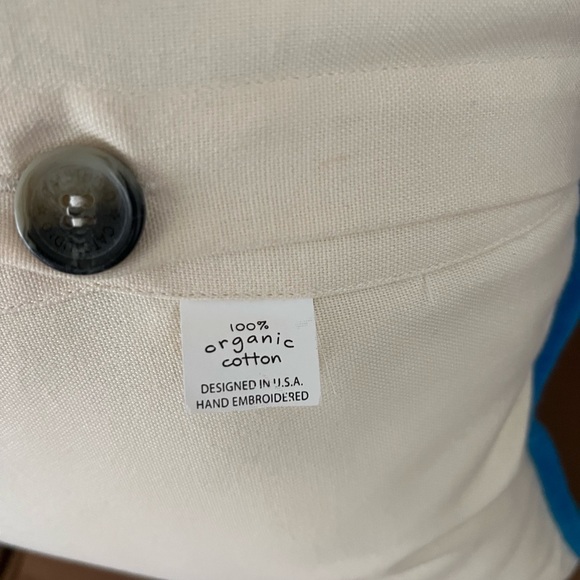 100%
organic
cotton
DESIGNED IN U.S.A.
HAND EMBROIDERED